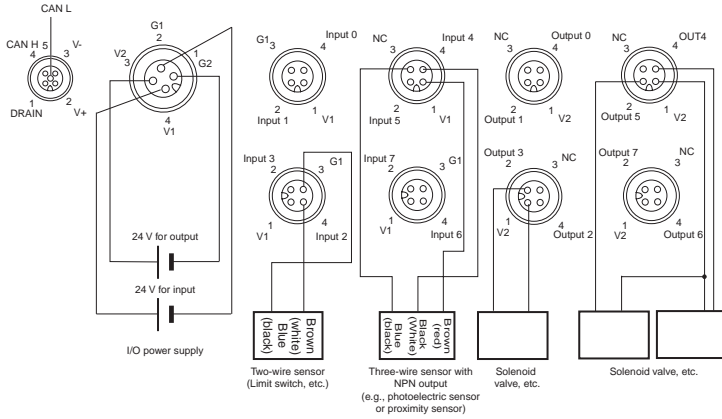 CAN L
CAN H 5
4 3 V-
1 2 V+
DRAIN
G1
2
V2
3
1
G2
4
V1
24 V for output
24 V for input
I/O power supply
G1 3 4 Input 0
2 1
Input 1 V1
Input 3
2 3 G1
1 4
V1 Input 2
Brown
(white)
Blue
(black)
Two-wire sensor
(Limit switch, etc.)
NC 3 4 Input 4
2 1
Input 5 V1
Input 7
2 3 G1
1 4
V1 Input 6
Brown
(red)
Black
(White)
Blue
(black)
Three-wire sensor with
NPN output
(e.g., photoelectric sensor
or proximity sensor)
NC 3 4 Output 0
2 1
Output 1 V2
Output 3
2 3 NC
1 4
V2 Output 2
Solenoid
valve, etc.
NC 3 4 OUT4
2 1
Output 5 V2
Output 7
2 3 NC
1 4
V2 Output 6
Solenoid valve, etc.